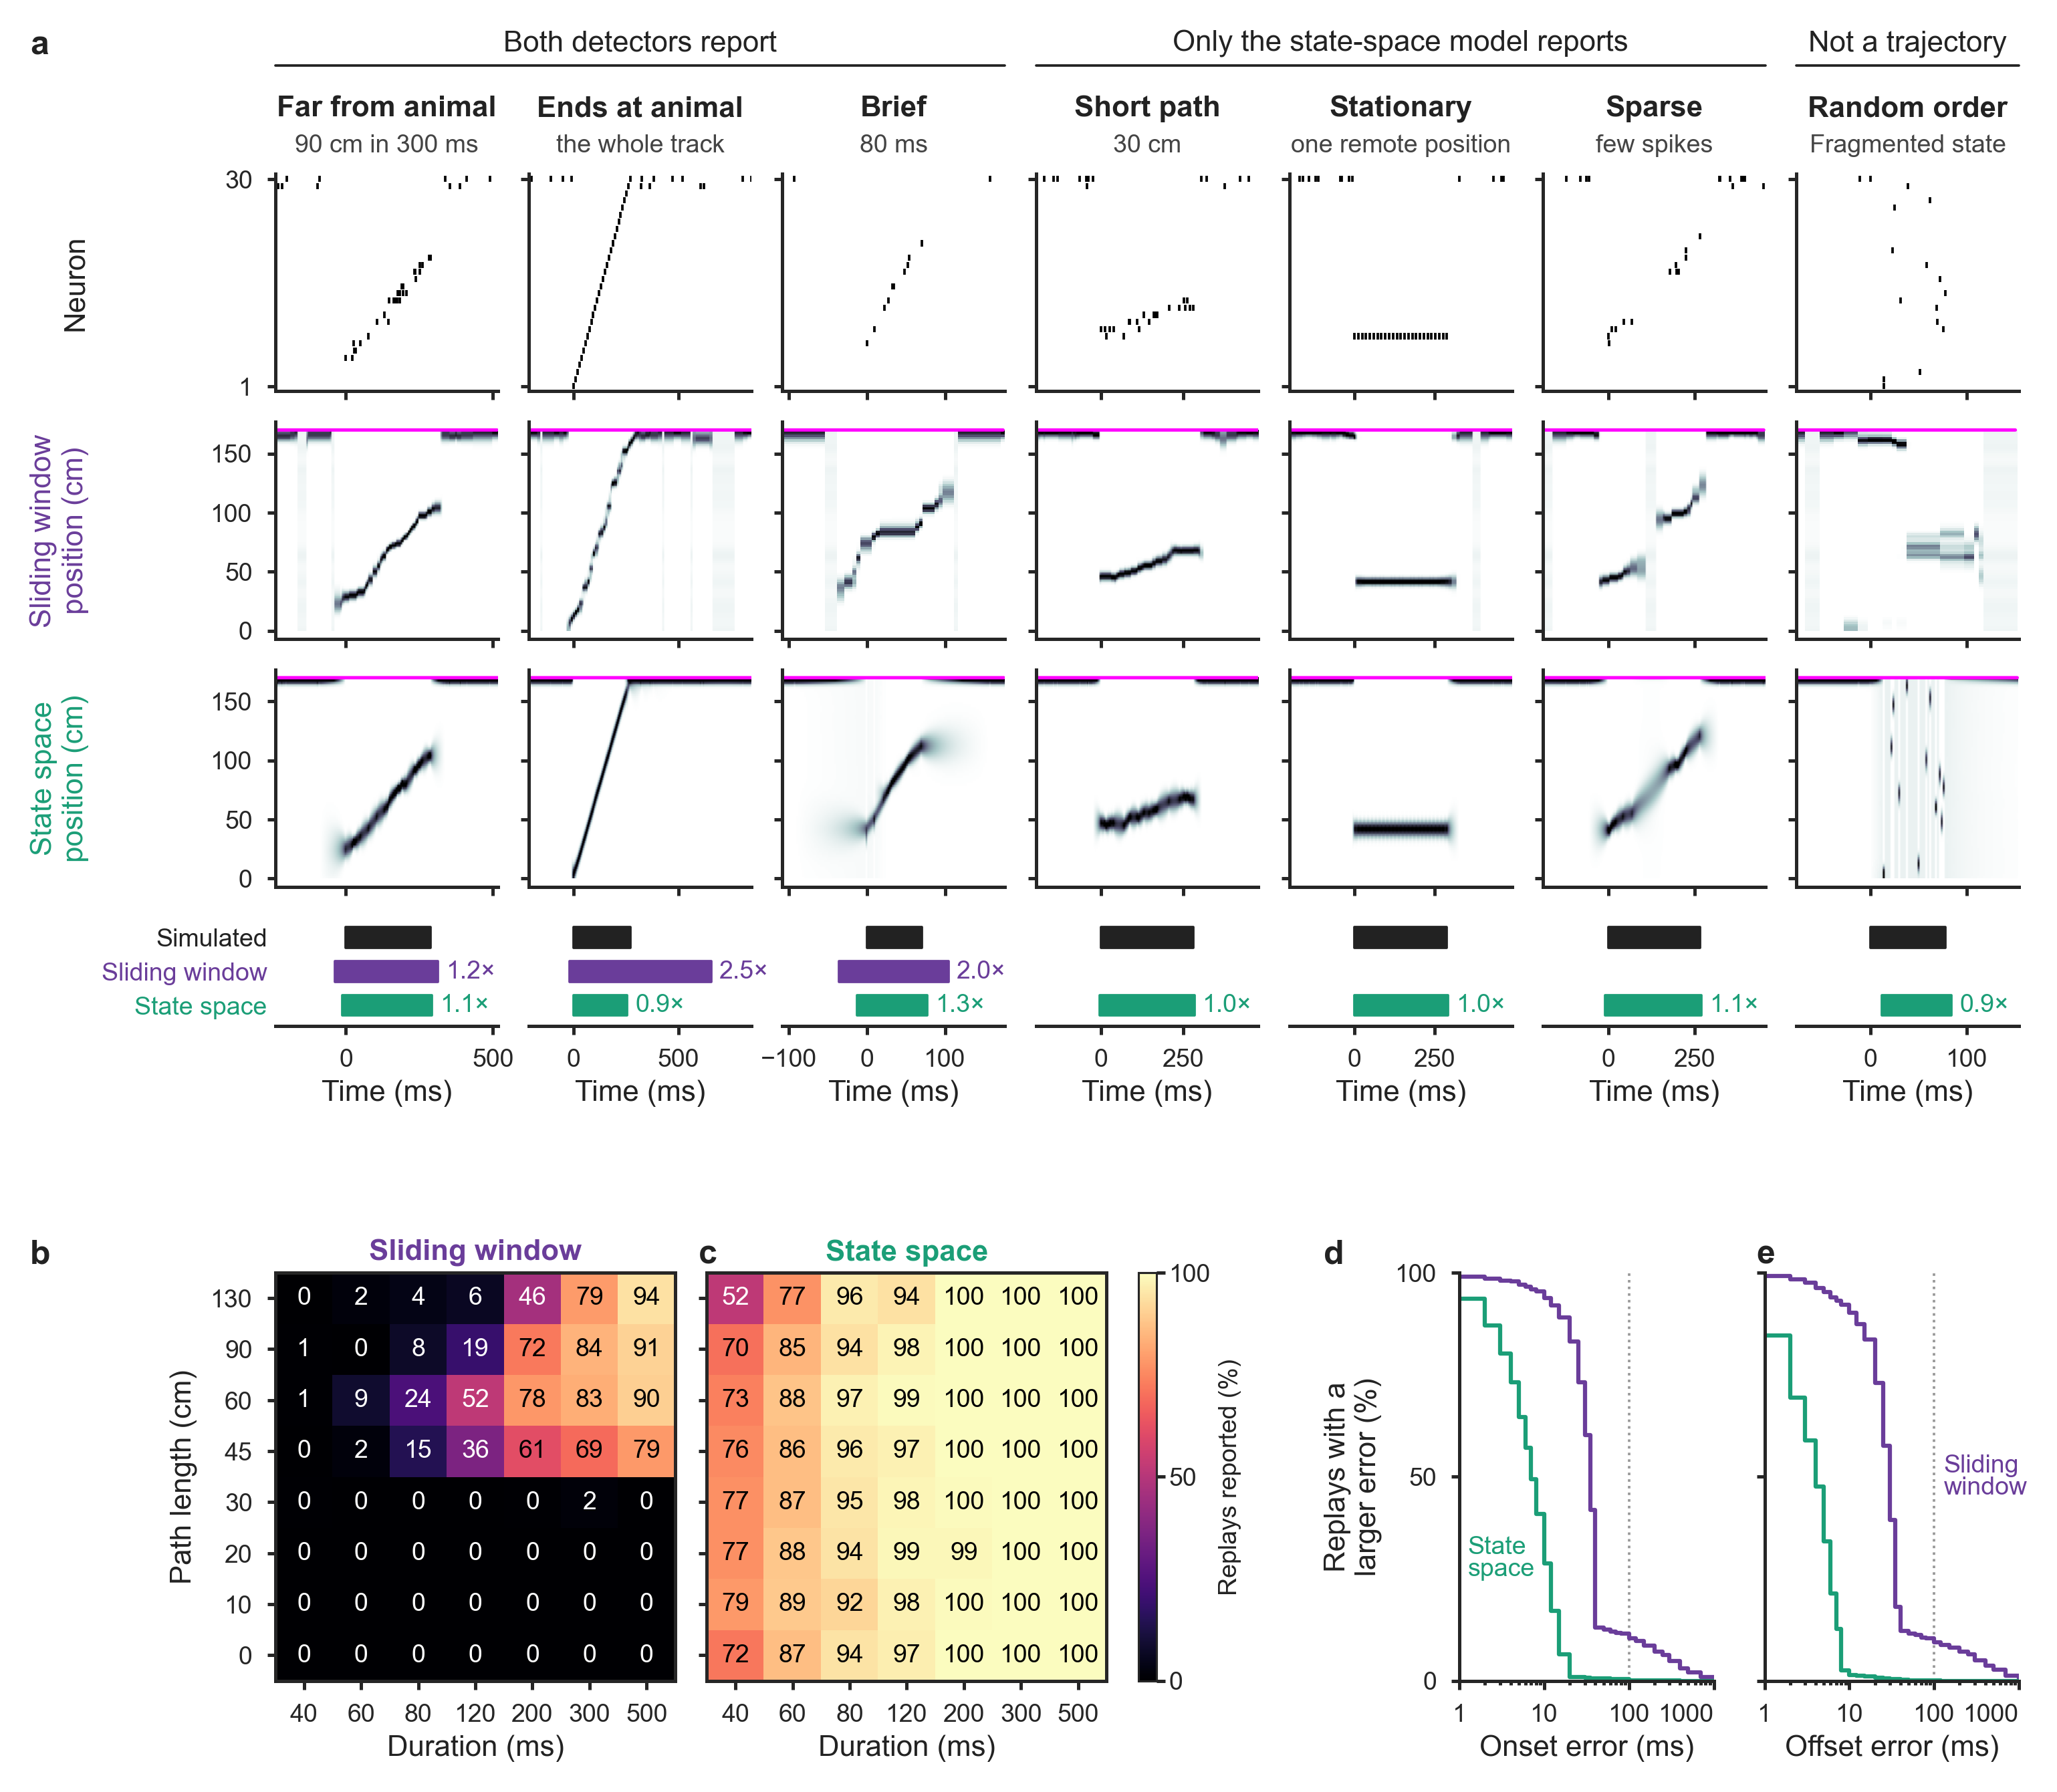 a
Both detectors report
Only the state-space model reports
Not a trajectory
Far from animal
90 cm in 300 ms
Ends at animal
the whole track
Brief
80 ms
Short path
30 cm
Stationary
one remote position
Sparse
few spikes
Random order
Fragmented state
Neuron
30
1
Sliding window
position (cm)
150
100
50
0
State space
position (cm)
150
100
50
0
Simulated
Sliding window
State space
1.2×
1.1×
2.5×
0.9×
2.0×
1.3×
1.0×
1.0×
1.1×
0.9×
0 500
Time (ms)
0 500
Time (ms)
−100 0 100
Time (ms)
0 250
Time (ms)
0 250
Time (ms)
0 250
Time (ms)
0 100
Time (ms)
b
Sliding window
Path length (cm)
130 0 2 4 6 46 79 94
90 1 0 8 19 72 84 91
60 1 9 24 52 78 83 90
45 0 2 15 36 61 69 79
30 0 0 0 0 0 2 0
20 0 0 0 0 0 0 0
10 0 0 0 0 0 0 0
0 0 0 0 0 0 0 0
40 60 80 120 200 300 500
Duration (ms)
c
State space
52 77 96 94 100 100 100
70 85 94 98 100 100 100
73 88 97 99 100 100 100
76 86 96 97 100 100 100
77 87 95 98 100 100 100
77 88 94 99 99 100 100
79 89 92 98 100 100 100
72 87 94 97 100 100 100
40 60 80 120 200 300 500
Duration (ms)
100
50
0
Replays reported (%)
d
Replays with a
larger error (%)
100
50
0
State
space
1 10 100 1000
Onset error (ms)
e
Sliding
window
1 10 100 1000
Offset error (ms)